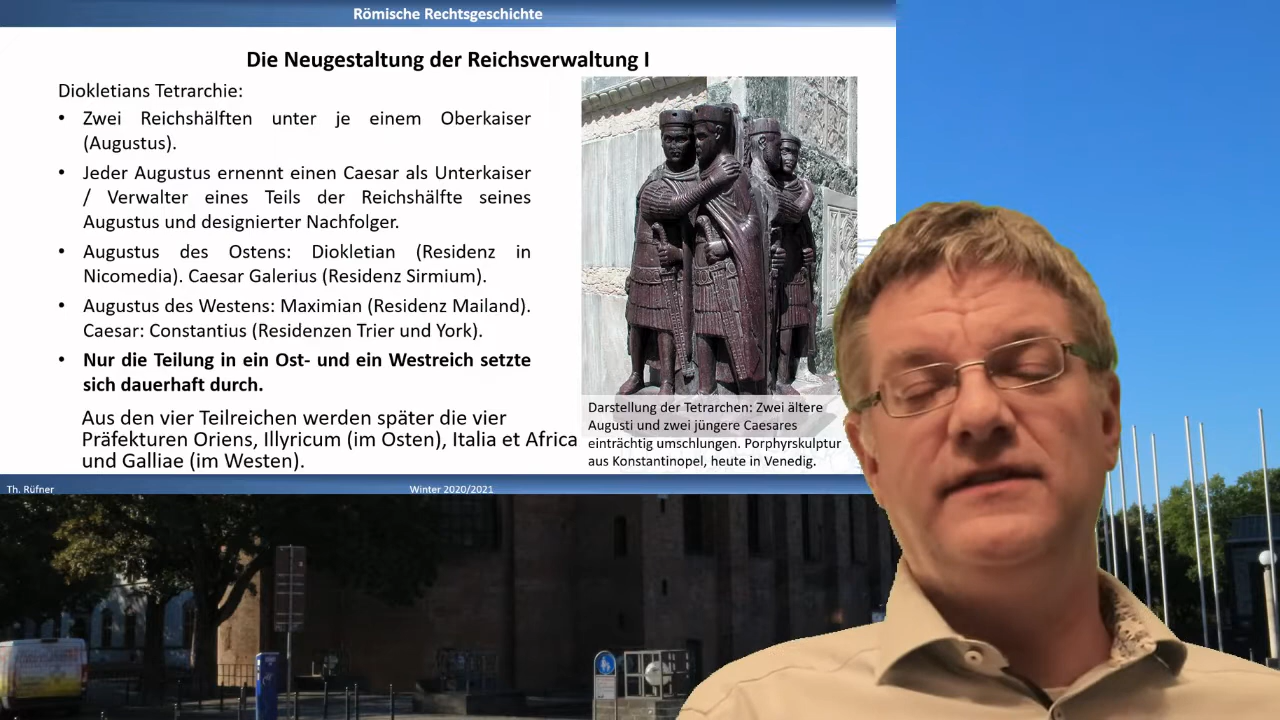 Römische Rechtsgeschichte
Die Neugestaltung der Reichsverwaltung I
Diokletians Tetrarchie:
• Zwei Reichshälften unter je einem Oberkaiser
(Augustus).
• Jeder Augustus ernennt einen Caesar als Unterkaiser
/ Verwalter eines Teils der Reichshälfte seines
Augustus und designierter Nachfolger.
• Augustus des Ostens: Diokletian (Residenz in
Nicomedia). Caesar Galerius (Residenz Sirmium).
• Augustus des Westens: Maximian (Residenz Mailand).
Caesar: Constantius (Residenzen Trier und York).
• Nur die Teilung in ein Ost- und ein Westreich setzte
sich dauerhaft durch.
Aus den vier Teilreichen werden später die vier
Präfekturen Oriens, Illyricum (im Osten), Italia et Africa
und Galliae (im Westen).
Darstellung der Tetrarchen: Zwei ältere
Augusti und zwei jüngere Caesares
einträchtig umschlungen. Porphyrskulptur
aus Konstantinopel, heute in Venedig.
Th. Rüfner
Winter 2020/2021